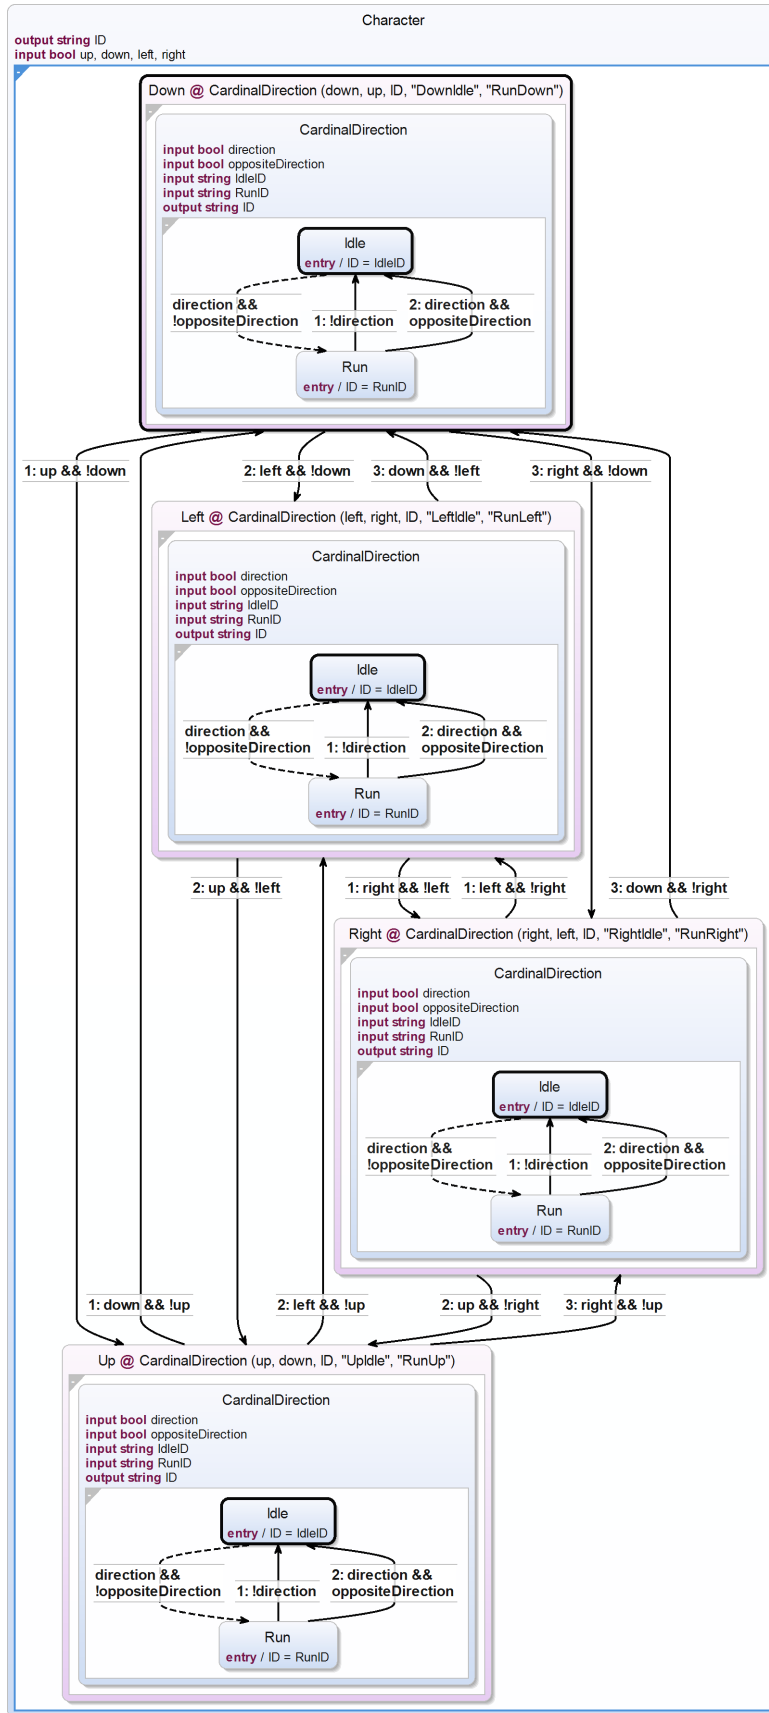 Character
output string ID
input bool up, down, left, right
Down @ CardinalDirection (down, up, ID, "DownIdle", "RunDown")
CardinalDirection
input bool direction
input bool oppositeDirection
input string IdleID
input string RunID
output string ID
Idle
entry / ID = IdleID
direction &&
!oppositeDirection
1: !direction
2: direction &&
oppositeDirection
Run
entry / ID = RunID
1: up && !down
2: left && !down
3: down && !left
3: right && !down
Left @ CardinalDirection (left, right, ID, "LeftIdle", "RunLeft")
CardinalDirection
input bool direction
input bool oppositeDirection
input string IdleID
input string RunID
output string ID
Idle
entry / ID = IdleID
direction &&
!oppositeDirection
1: !direction
2: direction &&
oppositeDirection
Run
entry / ID = RunID
2: up && !left
1: right && !left
1: left && !right
3: down && !right
Right @ CardinalDirection (right, left, ID, "RightIdle", "RunRight")
CardinalDirection
input bool direction
input bool oppositeDirection
input string IdleID
input string RunID
output string ID
Idle
entry / ID = IdleID
direction &&
!oppositeDirection
1: !direction
2: direction &&
oppositeDirection
Run
entry / ID = RunID
1: down && !up
2: left && !up
2: up && !right
3: right && !up
Up @ CardinalDirection (up, down, ID, "UpIdle", "RunUp")
CardinalDirection
input bool direction
input bool oppositeDirection
input string IdleID
input string RunID
output string ID
Idle
entry / ID = IdleID
direction &&
!oppositeDirection
1: !direction
2: direction &&
oppositeDirection
Run
entry / ID = RunID